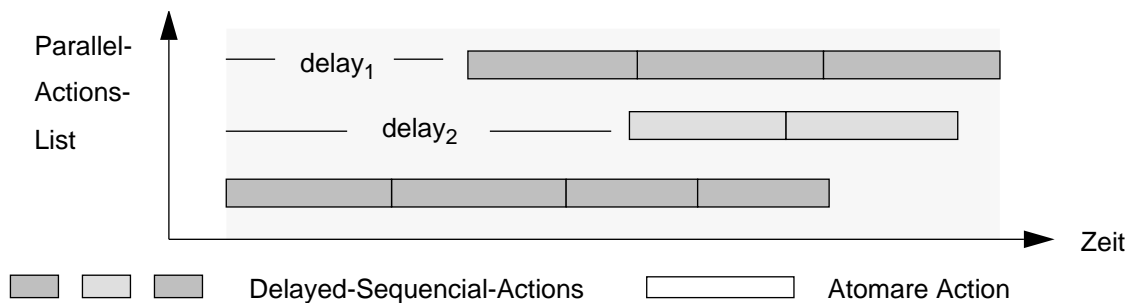 Parallel-
Actions-
List
delay1
delay2
Zeit
Delayed-Sequencial-Actions
Atomare Action